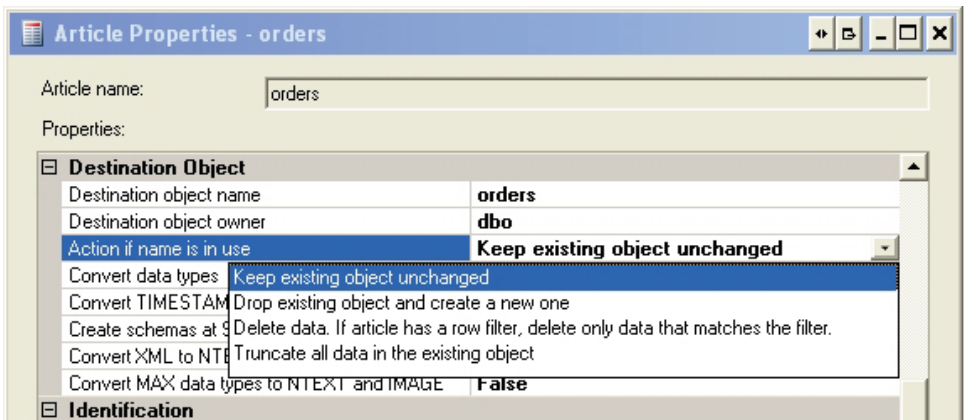 Article Properties - orders
Article name: orders
Properties:
Destination Object
Destination object name orders
Destination object owner dbo
Action if name is in use Keep existing object unchanged
Convert data types Keep existing object unchanged
Convert TIMESTAM Drop existing object and create a new one
Create schemas at S Delete data. If article has a row filter, delete only data that matches the filter.
Convert XML to NTE Truncate all data in the existing object
Convert MAX data types to NTEXT and IMAGE False
Identification